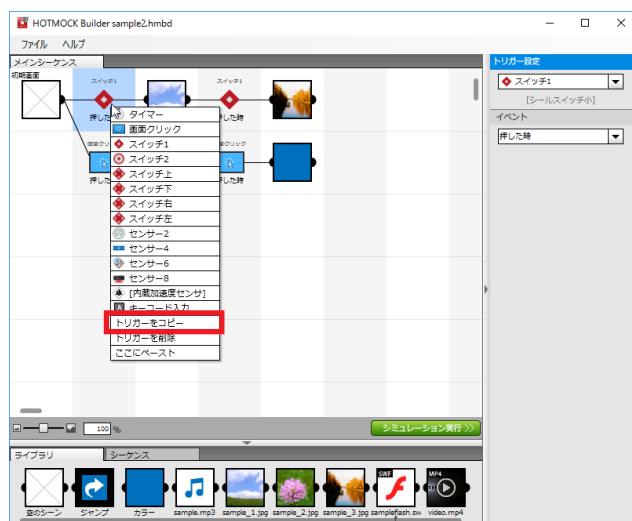 HOTMOCK Builder sample2.hmbd
ファイル ヘルプ
メインシーケンス
初期画面
スイッチ1
スイッチ1
押した時
タイマー
画面クリック
スイッチ1
スイッチ2
スイッチ上
スイッチ下
スイッチ右
スイッチ左
センサー2
センサー4
センサー6
センサー8
[内蔵加速度センサ]
キーコード入力
トリガーをコピー
トリガーを削除
ここにペースト
100 %
シミュレーション実行
トリガー設定
スイッチ1
[シールスイッチ小]
イベント
押した時
ライブラリ シーケンス
SWF
MP4
空のシーン ジャンプ カラー sample.mp3 sample_1.jpg sample_2.jpg sample_3.jpg sampleflash.sw video.mp4